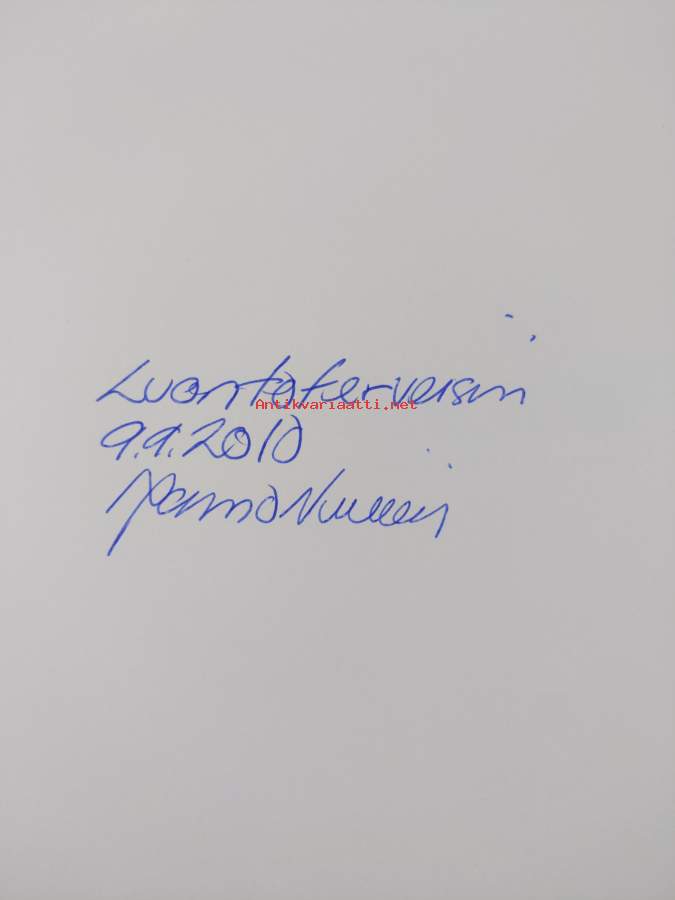 Luontoterveisin
Antikvariaatti.net
9.9.2010